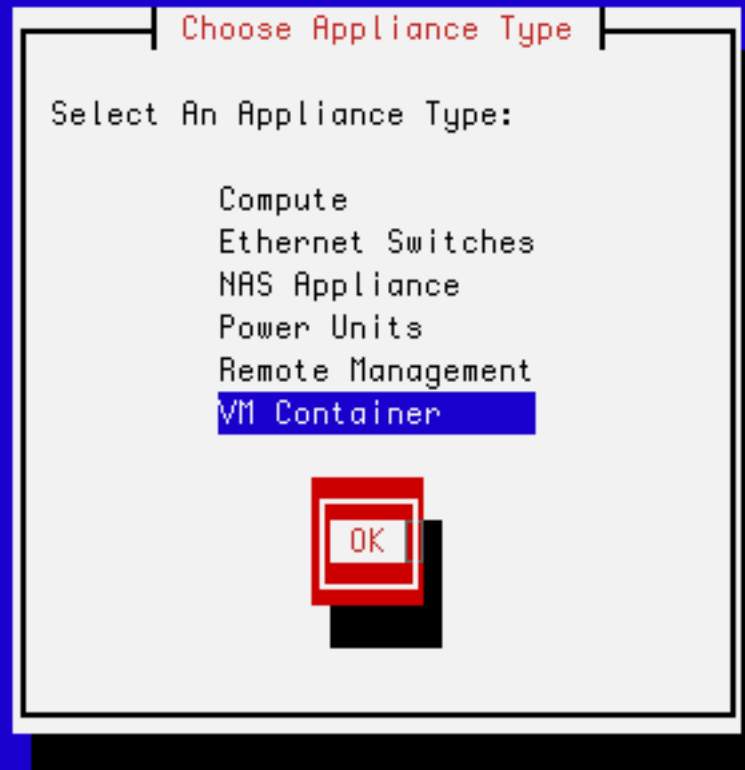 Choose Appliance Type
Select An Appliance Type:
Compute
Ethernet Switches
NAS Appliance
Power Units
Remote Management
VM Container
OK